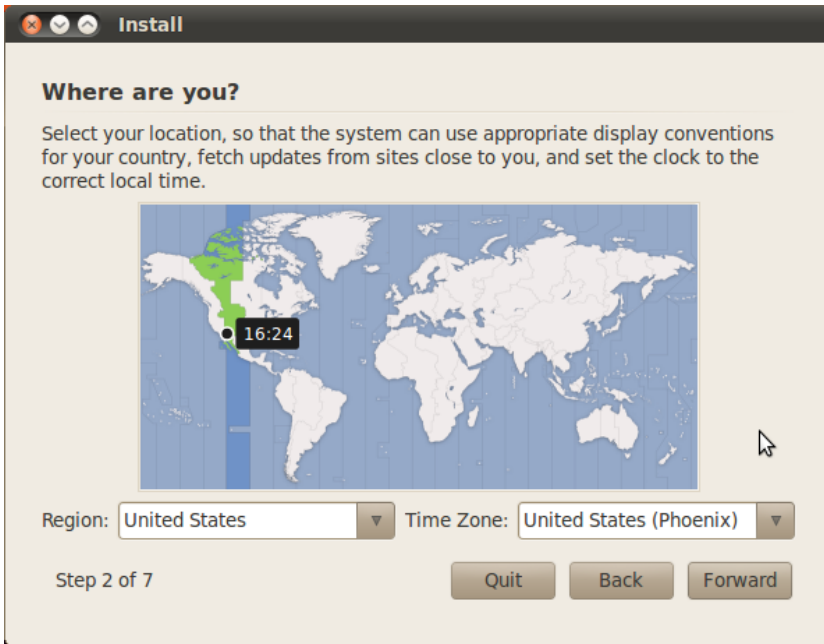 Install
Where are you?
Select your location, so that the system can use appropriate display conventions
for your country, fetch updates from sites close to you, and set the clock to the
correct local time.
16:24
Region: United States Time Zone: United States (Phoenix)
Step 2 of 7 Quit Back Forward